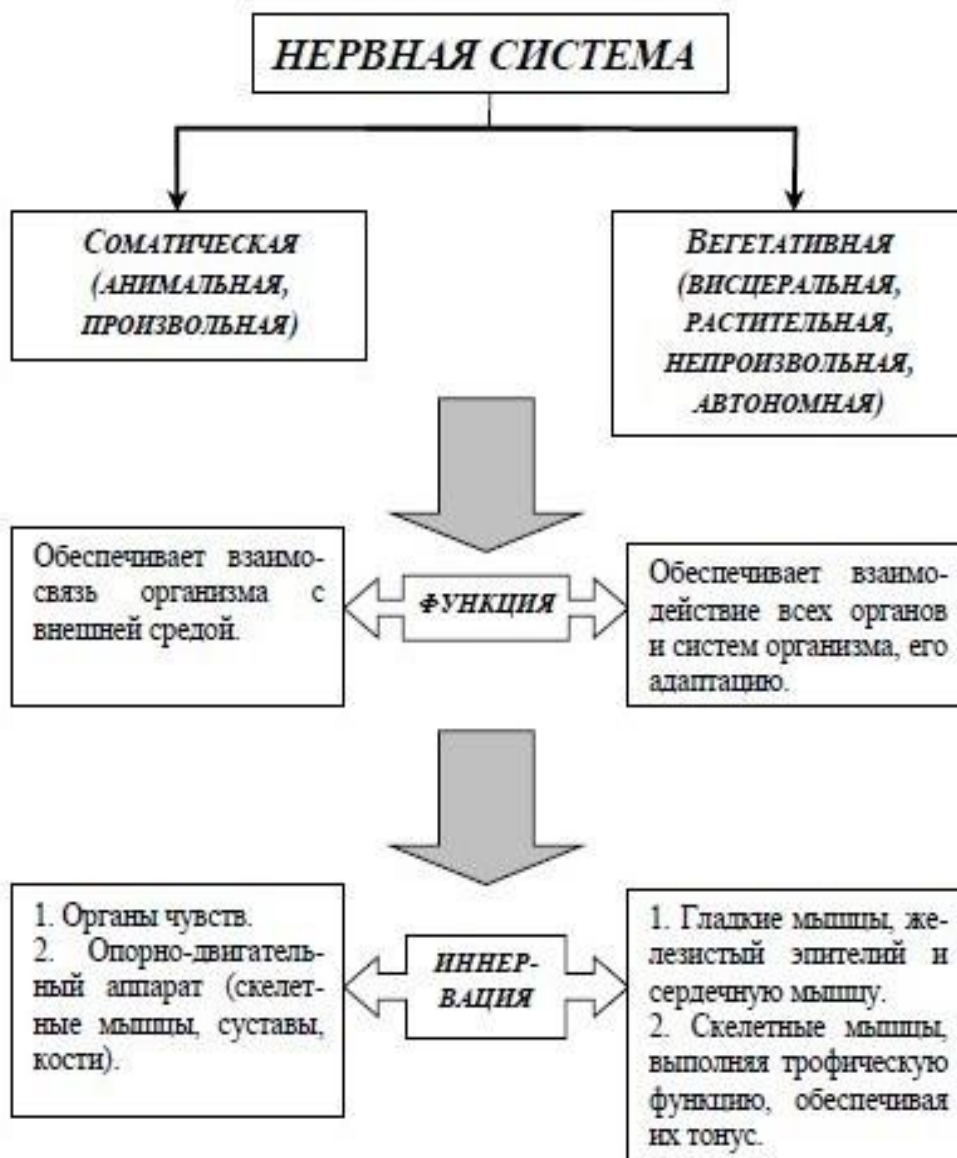 НЕРВНАЯ СИСТЕМА
СОМАТИЧЕСКАЯ
(АНИМАЛЬНАЯ,
ПРОИЗВОЛЬНАЯ)
ВЕГЕТАТИВНАЯ
(ВИСЦЕРАЛЬНАЯ,
РАСТИТЕЛЬНАЯ,
НЕПРОИЗВОЛЬНАЯ,
АВТОНОМНАЯ)
Обеспечивает взаимо-
связь организма с
внешней средой.
ФУНКЦИЯ
Обеспечивает взаимо-
действие всех органов
и систем организма, его
адаптацию.
1. Органы чувств.
2. Опорно-двигатель-
ный аппарат (скелет-
ные мышцы, суставы,
кости).
ИННЕР-
ВАЦИЯ
1. Гладкие мышцы, же-
лезистый эпителий и
сердечную мышцу.
2. Скелетные мышцы,
выполняя трофическую
функцию, обеспечивая
их тонус.